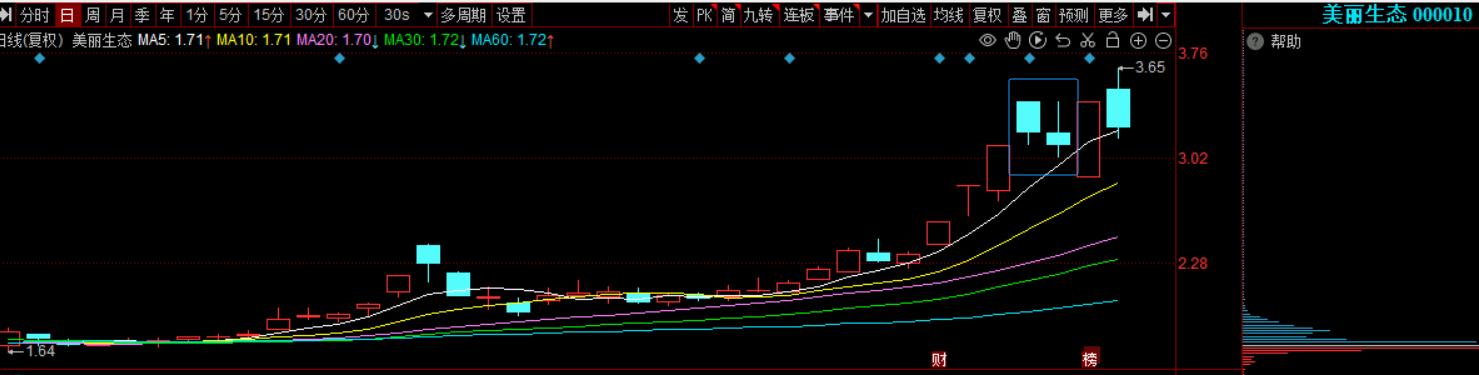 分时 日 周 月 季 年 1分 5分 15分 30分 60分 30s 多周期 设置 发 PK 简 九转 连板 事件 加自选 均线 复权 叠 窗 预测 更多 美丽生态 000010
日线(复权) 美丽生态 MA5: 1.71↑ MA10: 1.71 MA20: 1.70↓ MA30: 1.72↓ MA60: 1.72↑ ? 帮助
3.76
3.65
3.02
2.28
1.64
财 榜